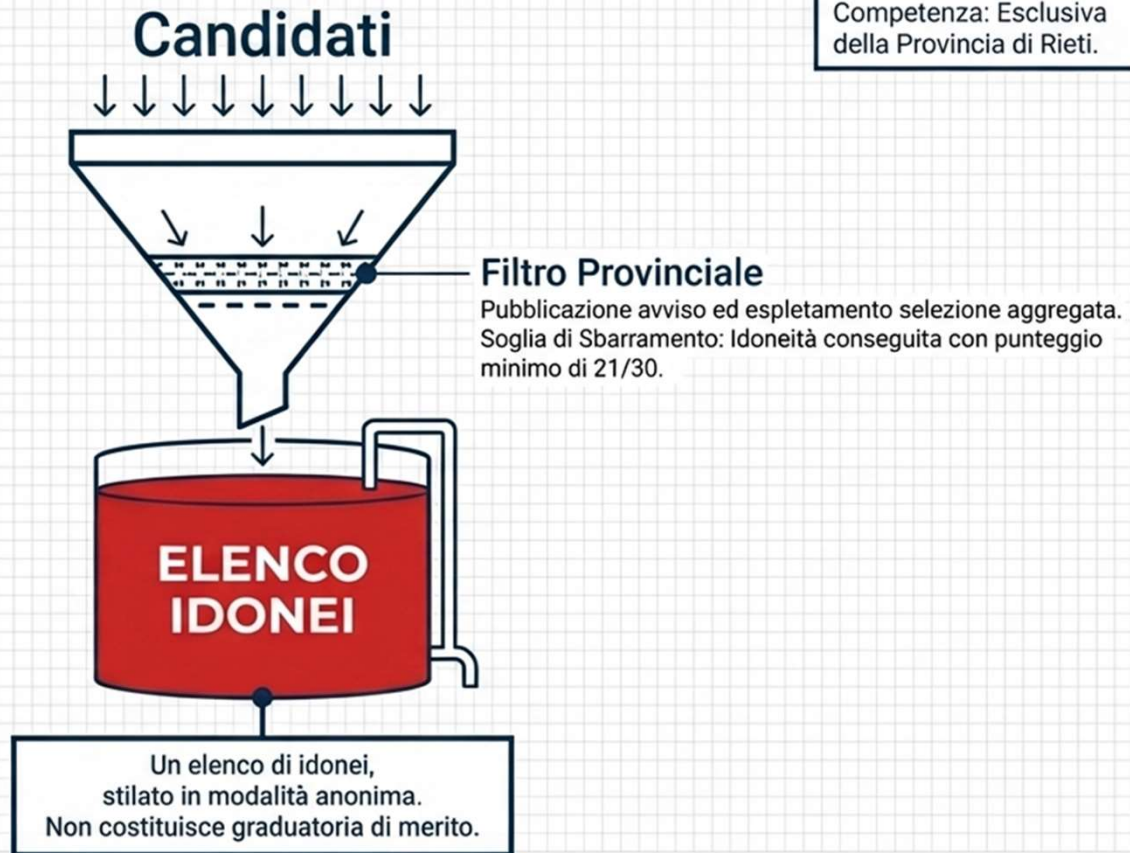 Candidati
Competenza: Esclusiva
della Provincia di Rieti.
Filtro Provinciale
Pubblicazione avviso ed espletamento selezione aggregata.
Soglia di Sbarramento: Idoneità conseguita con punteggio
minimo di 21/30.
ELENCO
IDONEI
Un elenco di idonei,
stilato in modalità anonima.
Non costituisce graduatoria di merito.